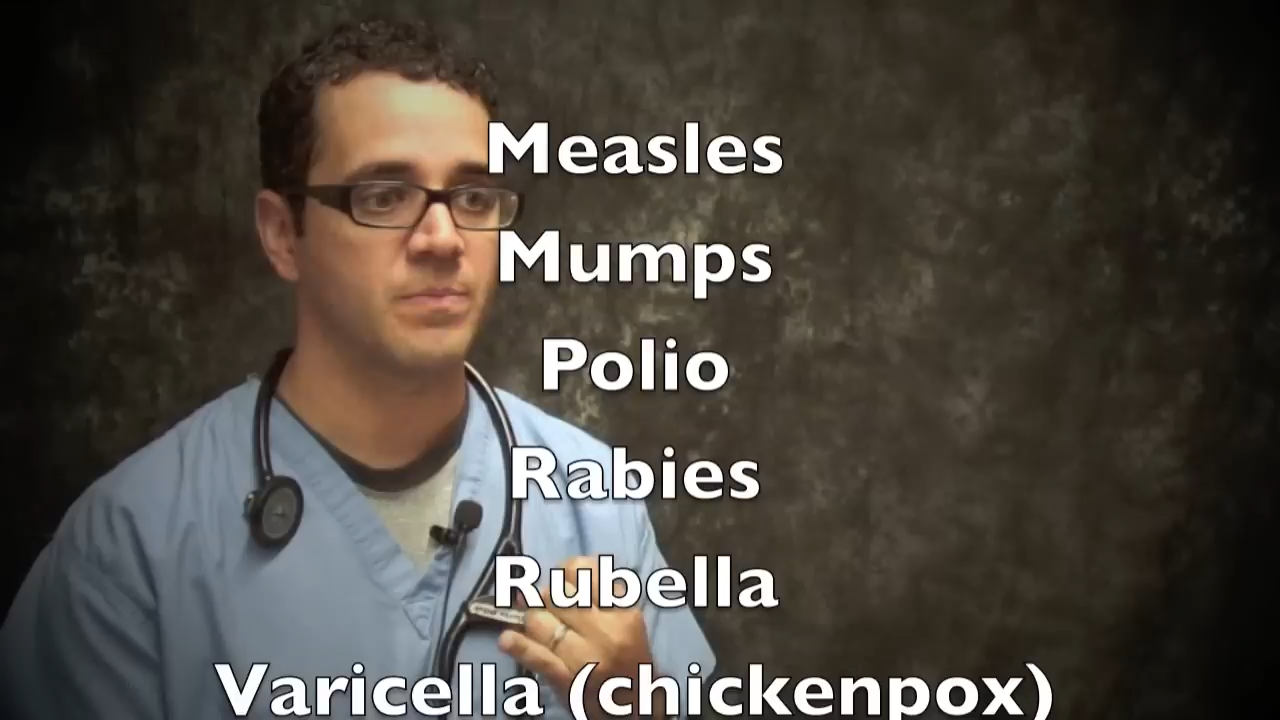 Measles
Mumps
Polio
Rabies
Rubella
Varicella (chickenpox)